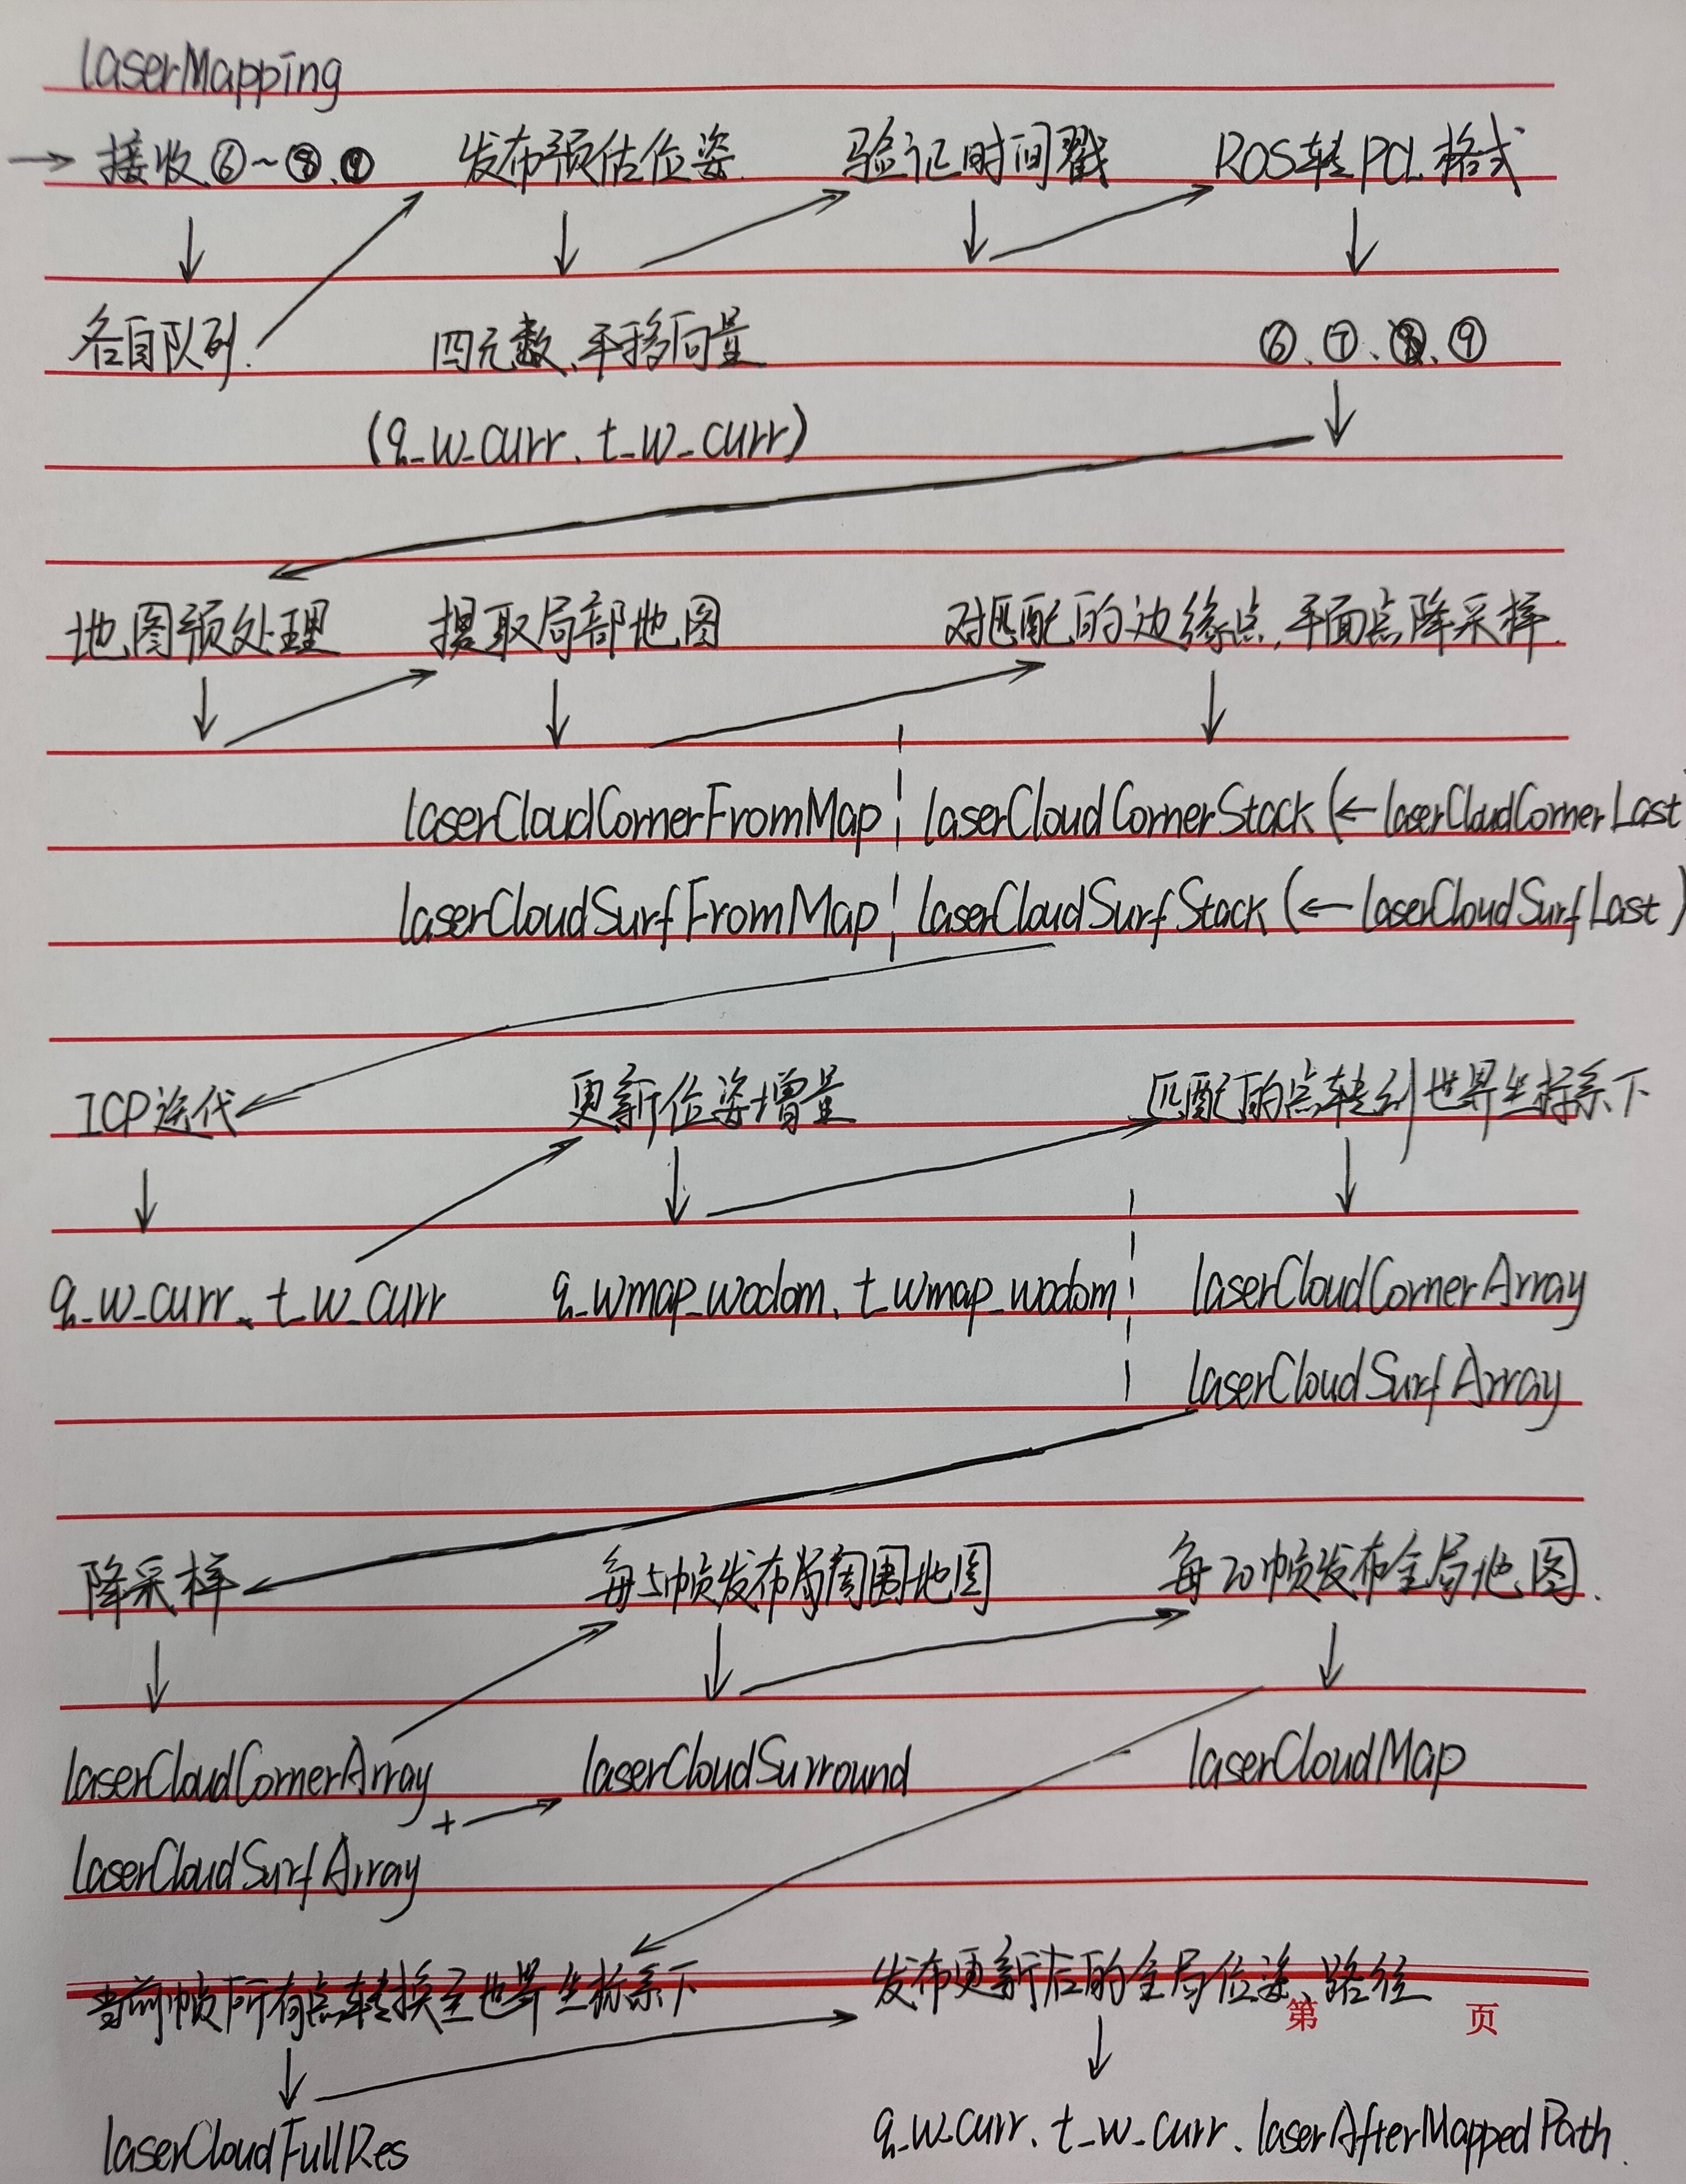 laserMapping
→ 接收⑥~⑧、⑨ 发布预估位姿 验证时间戳 ROS转PCL格式
各自队列. 四元数、平移向量 ⑥、⑦、⑧、⑨
(q_w_curr、t_w_curr)
地图预处理 提取局部地图 对匹配的边缘点,平面点降采样
laserCloudCornerFromMap laserCloudCornerStack (← laserCloudCornerLast
laserCloudSurfFromMap laserCloudSurfStack (← laserCloudSurfLast)
ICP迭代 更新位姿增量 匹配的点转到世界坐标系下
q_w_curr、t_w_curr q_wmap_wodom、t_wmap_wodom laserCloudCornerArray
laserCloudSurfArray
降采样 每5帧发布周围地图 每20帧发布全局地图.
laserCloudCornerArray laserCloudSurround laserCloudMap
+ →
laserCloudSurfArray
当前帧所有点转换至世界坐标系下 发布更新后的全局位姿、路径
第 页
laserCloudFullRes q_w_curr、t_w_curr、laserAfterMappedPath.